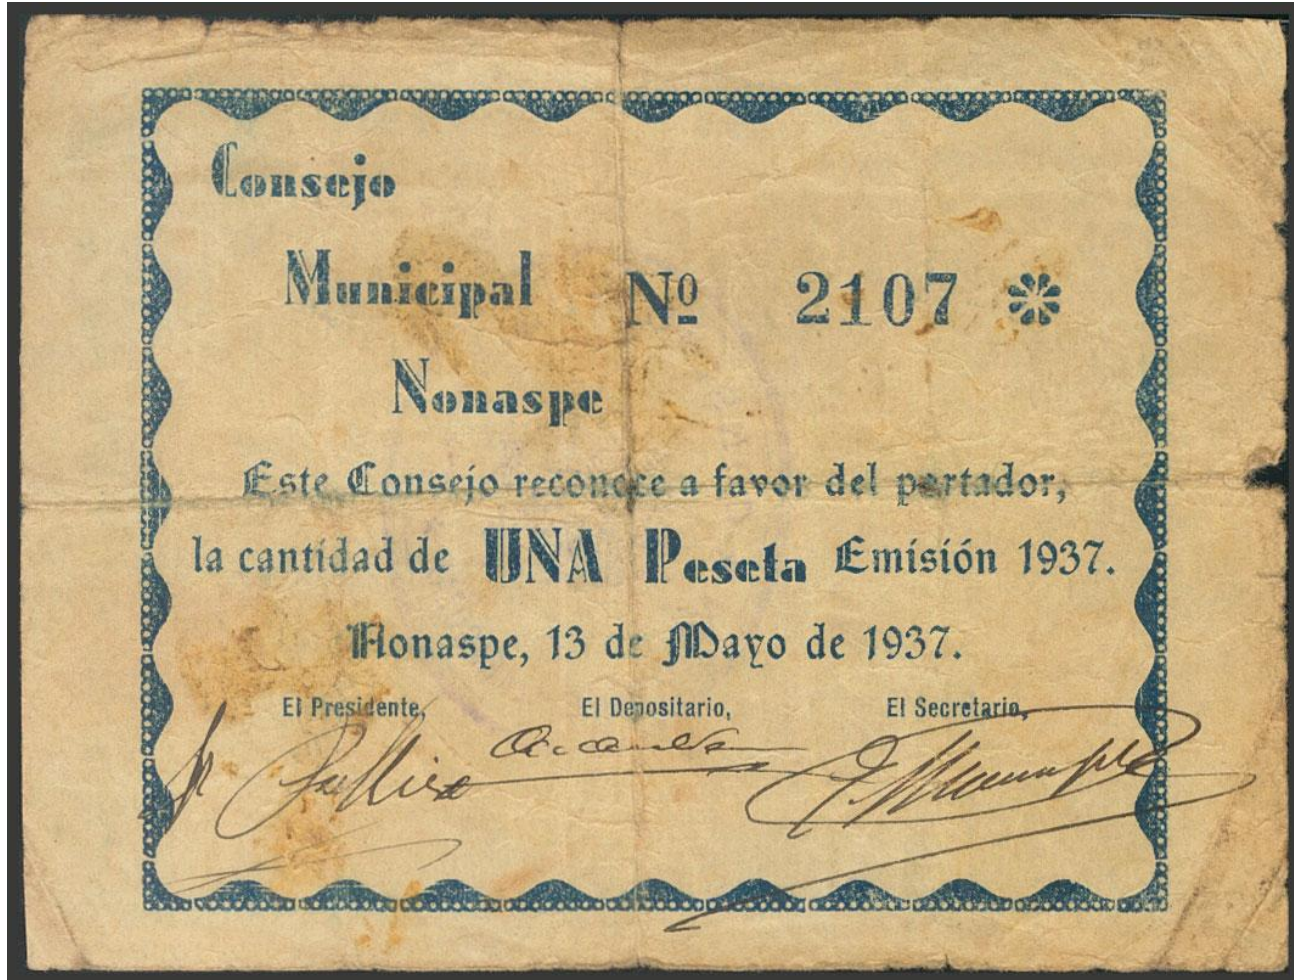 Consejo
Municipal Nº 2107
Nonaspe
Este Consejo reconoce a favor del portador,
la cantidad de UNA Peseta Emisión 1937.
Nonaspe, 13 de Mayo de 1937.
El Presidente, El Depositario, El Secretario,